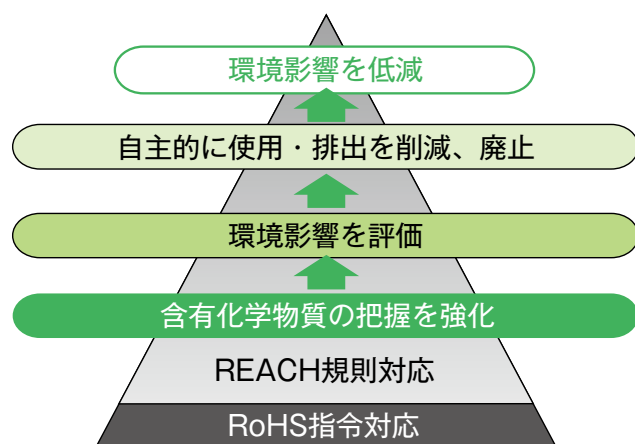 環境影響を低減
自主的に使用・排出を削減、廃止
環境影響を評価
含有化学物質の把握を強化
REACH規則対応
RoHS指令対応